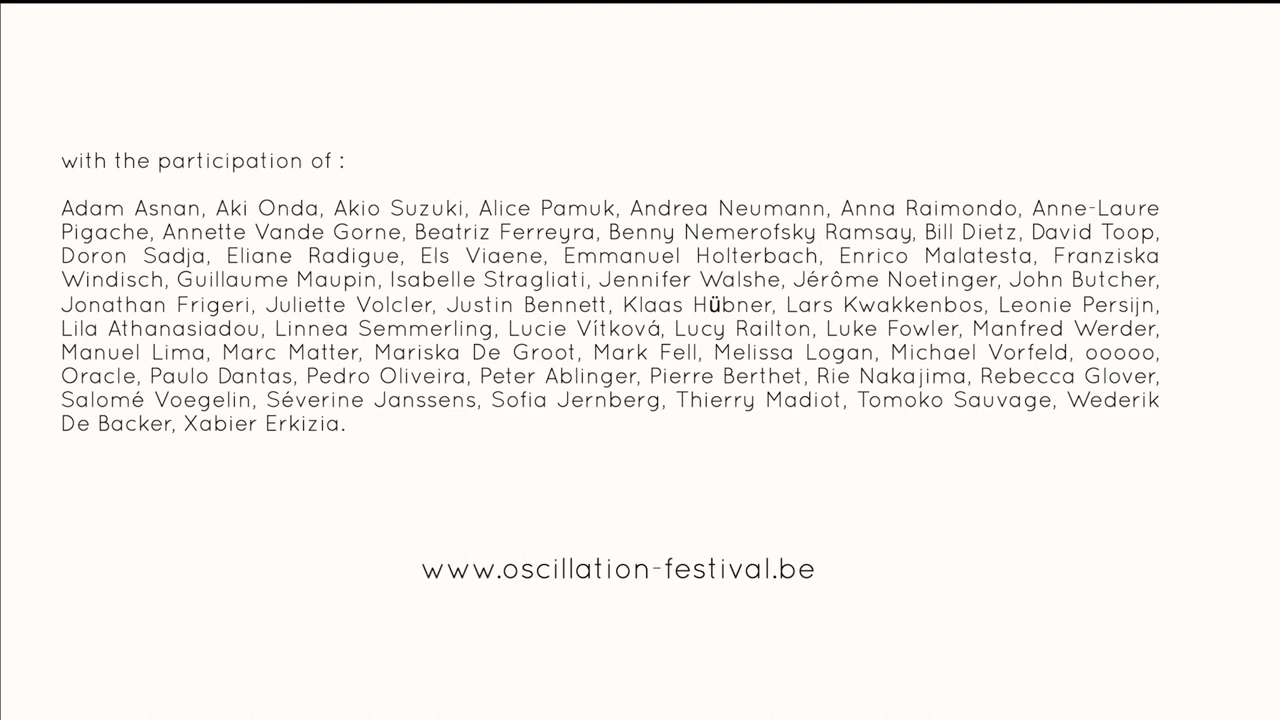 with the participation of :
Adam Asnan, Aki Onda, Akio Suzuki, Alice Pamuk, Andrea Neumann, Anna Raimondo, Anne-Laure
Pigache, Annette Vande Gorne, Beatriz Ferreyra, Benny Nemerofsky Ramsay, Bill Dietz, David Toop,
Doron Sadja, Eliane Radigue, Els Viaene, Emmanuel Holterbach, Enrico Malatesta, Franziska
Windisch, Guillaume Maupin, Isabelle Stragliati, Jennifer Walshe, Jérôme Noetinger, John Butcher,
Jonathan Frigeri, Juliette Volcler, Justin Bennett, Klaas Hübner, Lars Kwakkenbos, Leonie Persijn,
Lila Athanasiadou, Linnea Semmerling, Lucie Vítková, Lucy Railton, Luke Fowler, Manfred Werder,
Manuel Lima, Marc Matter, Mariska De Groot, Mark Fell, Melissa Logan, Michael Vorfeld, ooooo,
Oracle, Paulo Dantas, Pedro Oliveira, Peter Ablinger, Pierre Berthet, Rie Nakajima, Rebecca Glover,
Salomé Voegelin, Séverine Janssens, Sofia Jernberg, Thierry Madiot, Tomoko Sauvage, Wederik
De Backer, Xabier Erkizia.
www.oscillation-festival.be